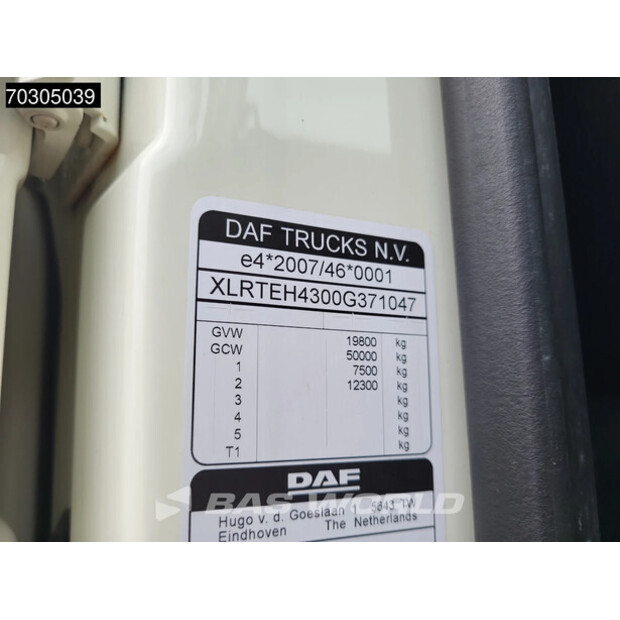 70305039
DAF TRUCKS N.V.
e4*2007/46*0001
XLRTEH4300G371047
GVW 19800 kg
GCW 50000 kg
1 7500 kg
2 12300 kg
3 kg
4 kg
5 kg
T1 kg
DAF
BAS WORLD
Hugo v. d. Goeslaan 1 5643 TW
Eindhoven The Netherlands